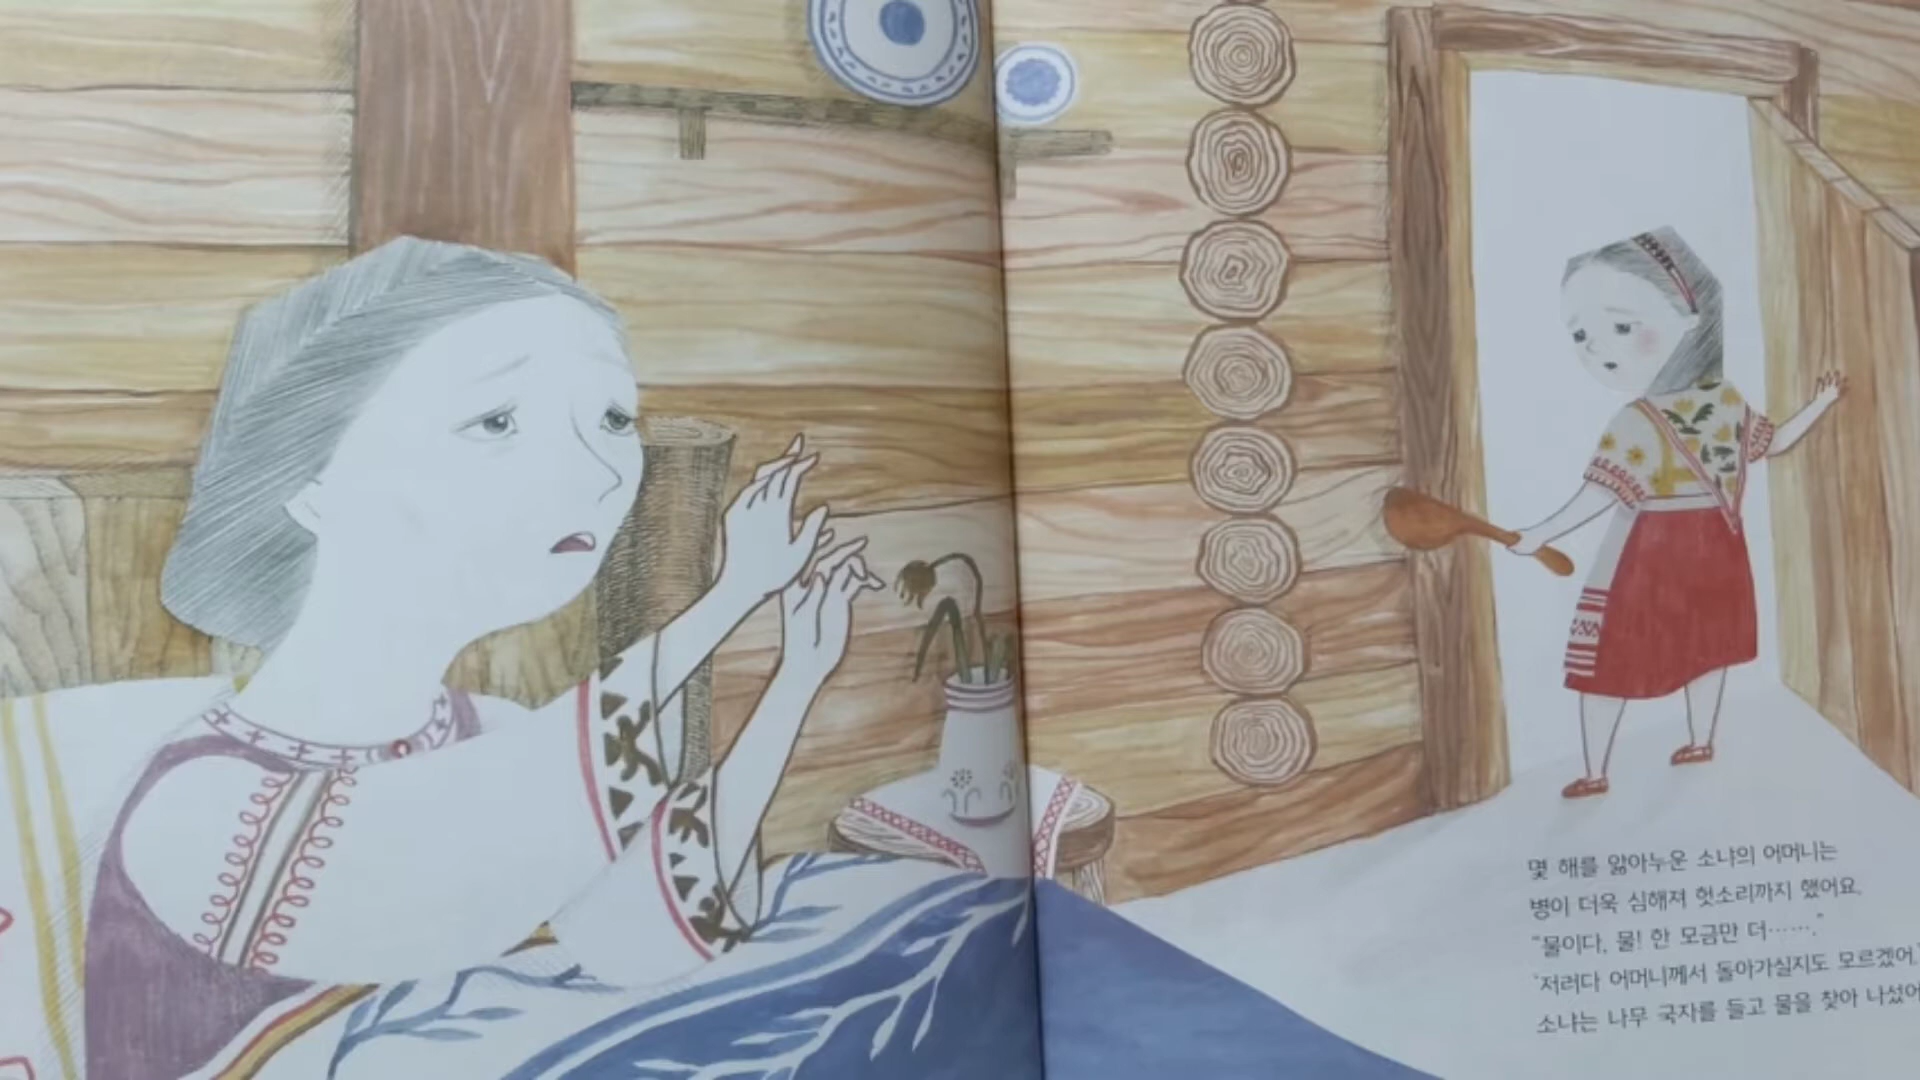 몇 해를 앓아누운 소냐의 어머니는
병이 더욱 심해져 헛소리까지 했어요.
“물이다, 물! 한 모금만 더…….”
‘저러다 어머니께서 돌아가실지도 모르겠어.’
소냐는 나무 국자를 들고 물을 찾아 나섰어